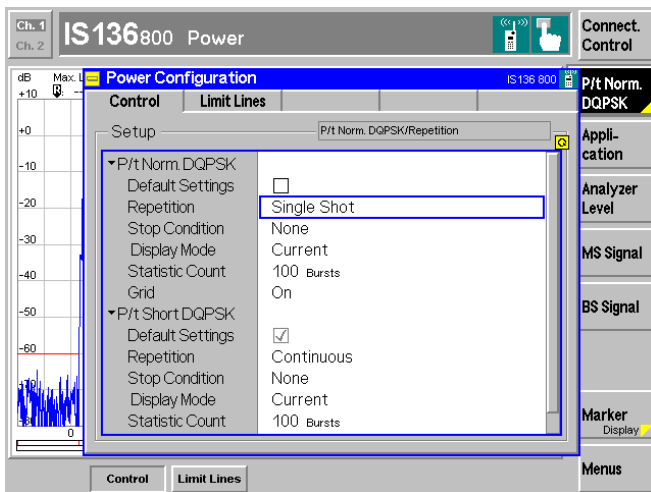 Ch. 1
Ch. 2
IS136 800 Power
Connect. Control
dB Max. L
Power Configuration
IS136 800
+10
Control
Limit Lines
P/t Norm. DQPSK
+0
Setup
P/t Norm. DQPSK/Repetition
Appli-cation
-10
P/t Norm. DQPSK
Default Settings
Analyzer Level
-20
Repetition Single Shot
Stop Condition None
-30
Display Mode Current
MS Signal
-40
Statistic Count 100 Bursts
Grid On
-50
P/t Short DQPSK
BS Signal
Default Settings
-60
Repetition Continuous
Stop Condition None
Display Mode Current
Statistic Count 100 Bursts
Marker
Display
0
Control
Limit Lines
Menus